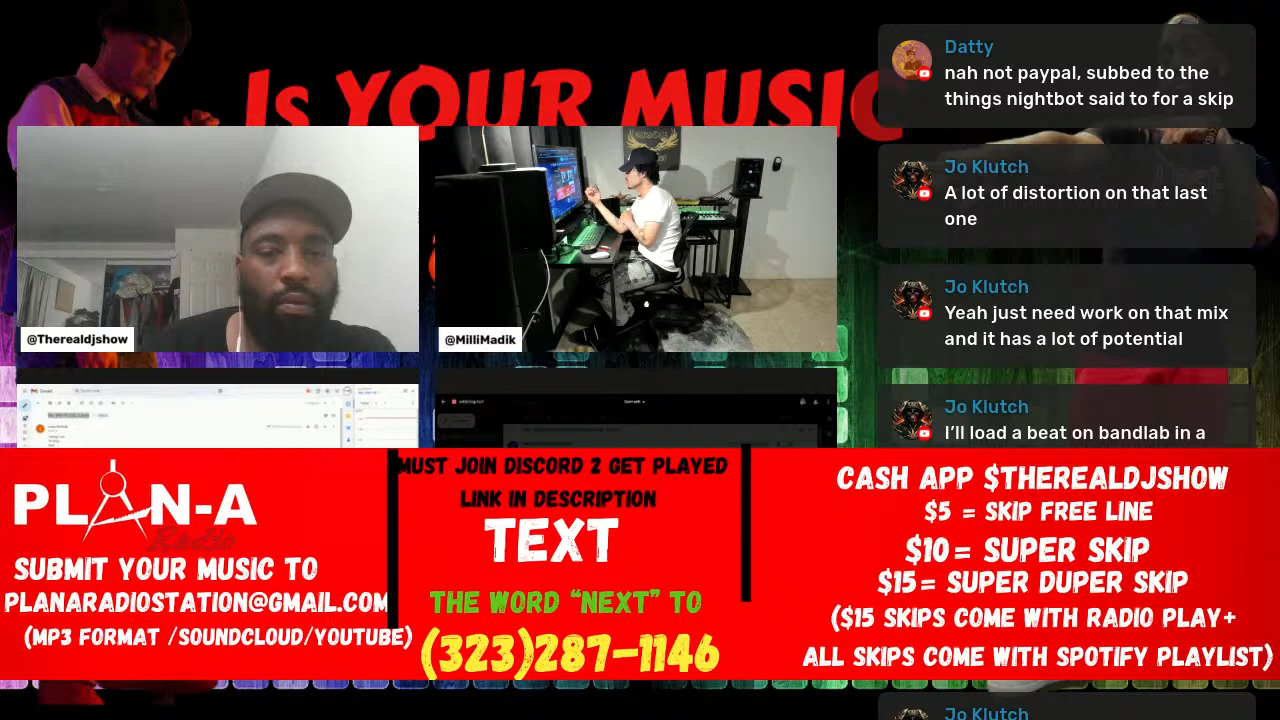 Is YOUR MUSIC
Datty
nah not paypal, subbed to the
things nightbot said to for a skip
Jo Klutch
A lot of distortion on that last
one
Jo Klutch
Yeah just need work on that mix
and it has a lot of potential
Jo Klutch
I'll load a beat on bandlab in a
@Therealdjshow
@MilliMadik
PLAN-A
Radio
SUBMIT YOUR MUSIC TO
PLANARADIOSTATION@GMAIL.COM
(MP3 FORMAT /SOUNDCLOUD/YOUTUBE)
MUST JOIN DISCORD 2 GET PLAYED
LINK IN DESCRIPTION
TEXT
THE WORD "NEXT" TO
(323)287-1146
CASH APP $THEREALDJSHOW
$5 = SKIP FREE LINE
$10= SUPER SKIP
$15= SUPER DUPER SKIP
($15 SKIPS COME WITH RADIO PLAY+
ALL SKIPS COME WITH SPOTIFY PLAYLIST)
Jo Klutch